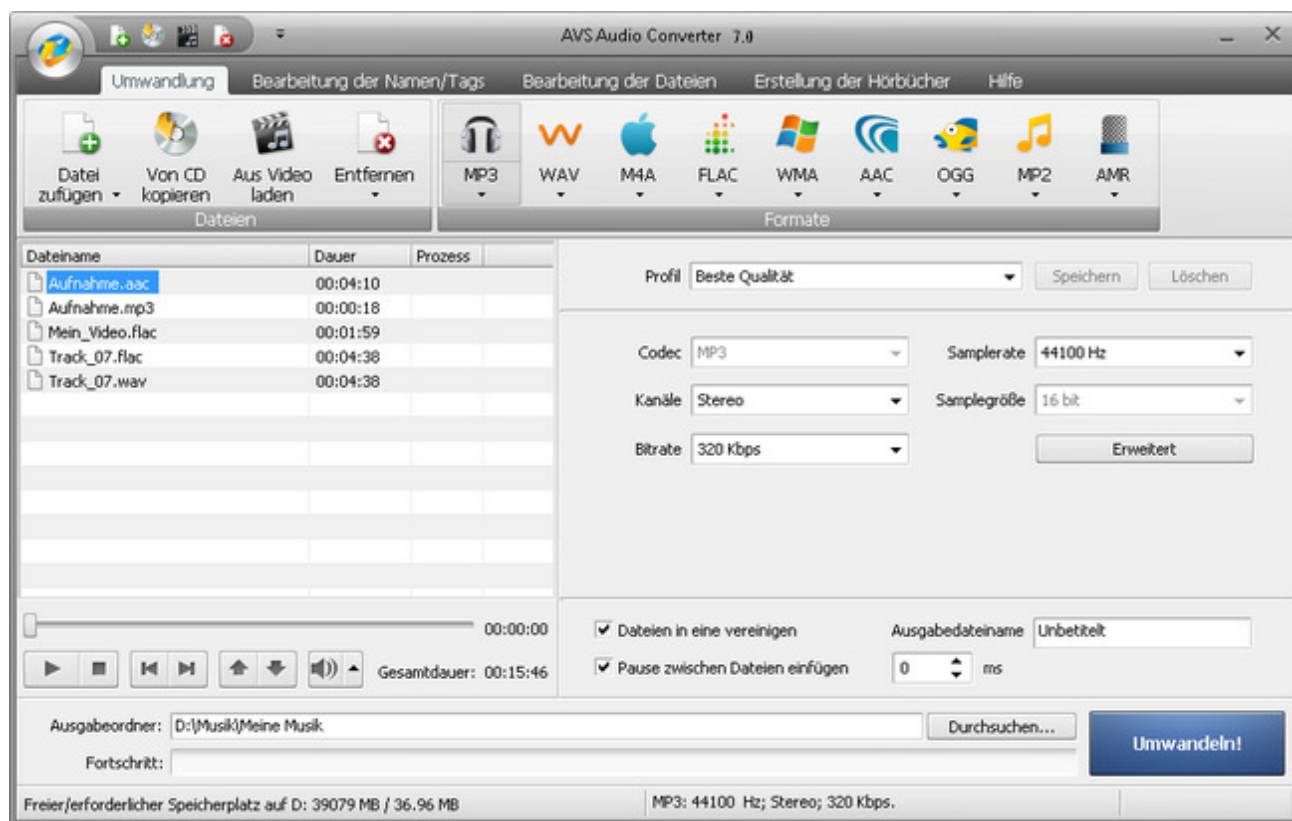 AVS Audio Converter 7.0
Umwandlung Bearbeitung der Namen/Tags Bearbeitung der Dateien Erstellung der Hörbücher Hilfe
Datei zufügen
Von CD kopieren
Aus Video laden
Entfernen
MP3 WAV M4A FLAC WMA AAC OGG MP2 AMR
Dateien
Formate
Dateiname Dauer Prozess
Aufnahme.aac 00:04:10
Aufnahme.mp3 00:00:18
Mein_Video.flac 00:01:59
Track_07.flac 00:04:38
Track_07.wav 00:04:38
Profil Beste Qualität Speichern Löschen
Codec MP3 Samplerate 44100 Hz
Kanäle Stereo Samplegröße 16 bit
Bitrate 320 Kbps Erweitert
00:00:00
Gesamtdauer: 00:15:46
Dateien in eine vereinigen Ausgabedateiname Unbetitelt
Pause zwischen Dateien einfügen 0 ms
Ausgabeordner: D:\Musik\Meine Musik Durchsuchen...
Umwandeln!
Fortschritt:
Freier/erforderlicher Speicherplatz auf D: 39079 MB / 36.96 MB
MP3: 44100 Hz; Stereo; 320 Kbps.